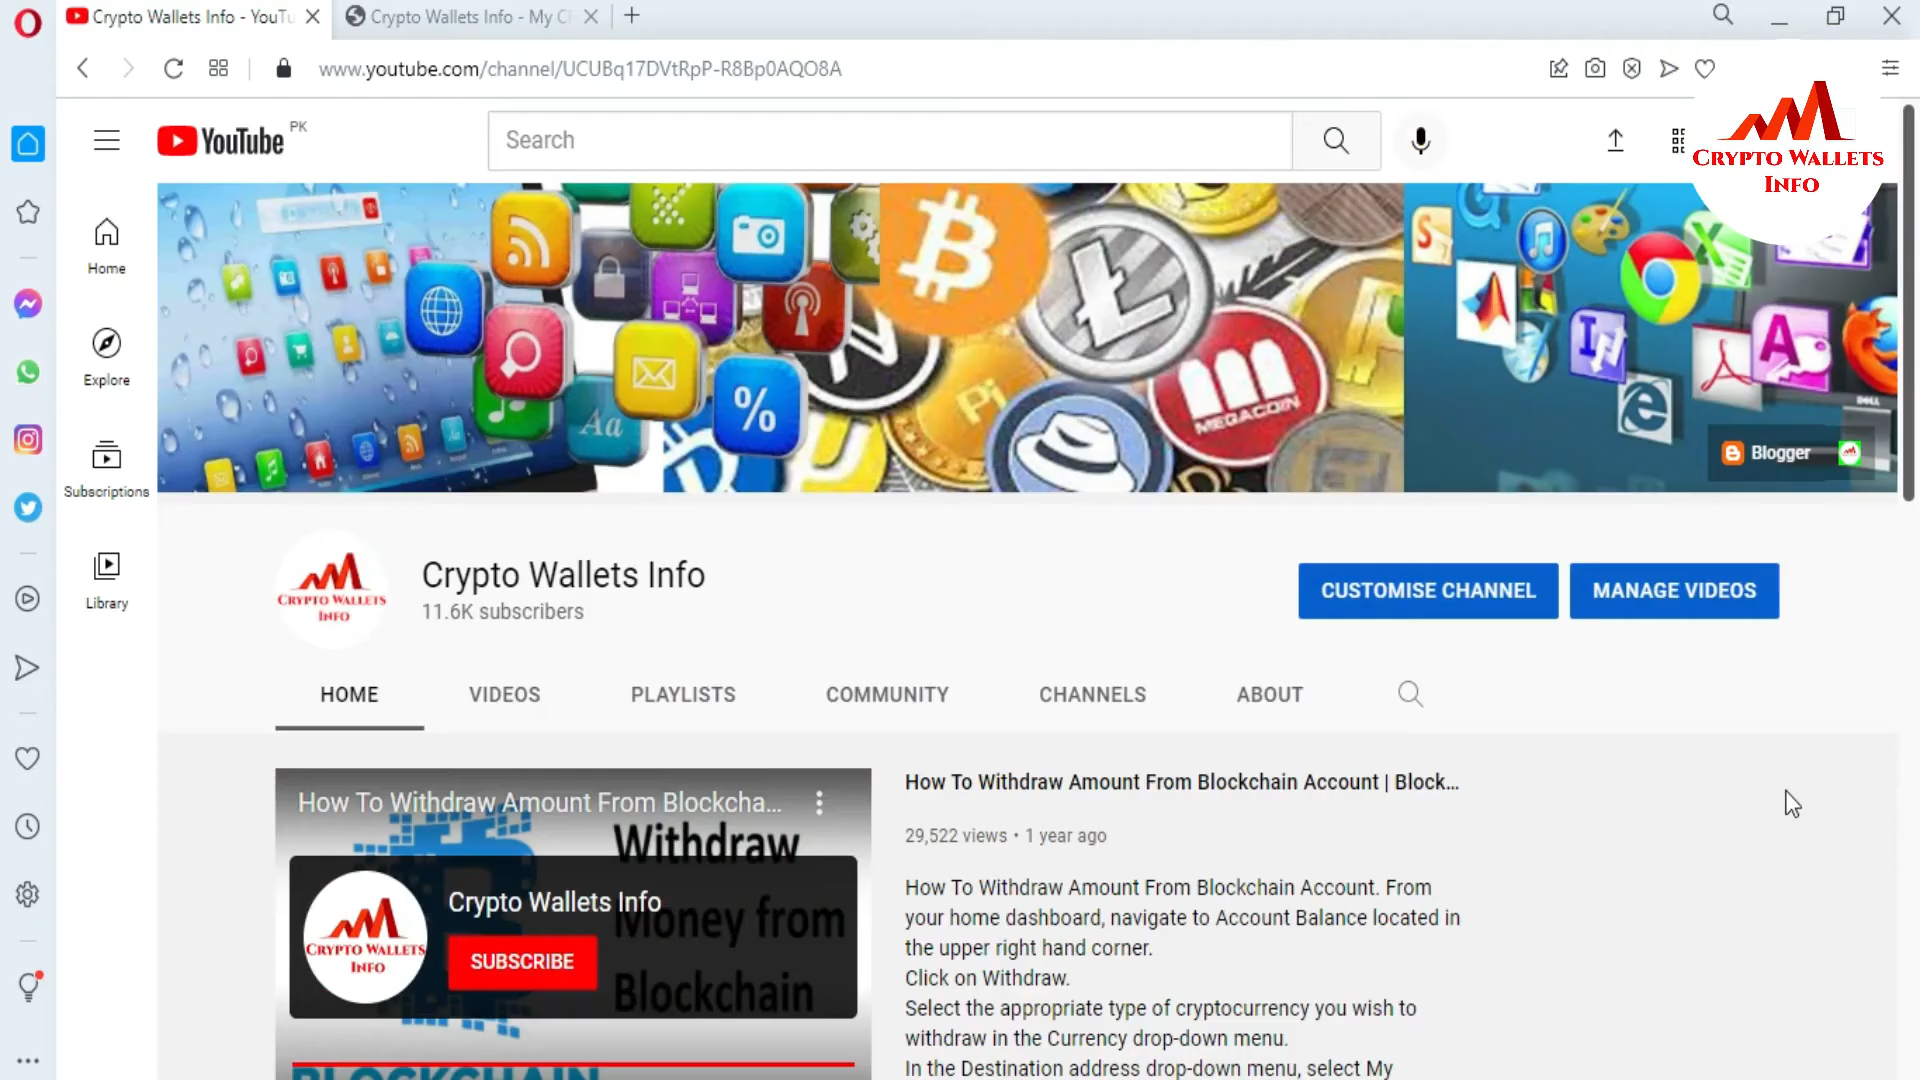 Crypto Wallets Info - YouTu
Crypto Wallets Info - My C
www.youtube.com/channel/UCUBq17DVtRpP-R8Bp0AQO8A
YouTube PK
Search
CRYPTO WALLETS
INFO
Home
Explore
Subscriptions
Library
Aa
%
Pi
MEGACOIN
DELL
Blogger
CRYPTO WALLETS
INFO
Crypto Wallets Info
11.6K subscribers
CUSTOMISE CHANNEL
MANAGE VIDEOS
HOME
VIDEOS
PLAYLISTS
COMMUNITY
CHANNELS
ABOUT
How To Withdraw Amount From Blockcha...
Withdraw
Money from
Blockchain
CRYPTO WALLETS
INFO
Crypto Wallets Info
SUBSCRIBE
BLOCKCHAIN
How To Withdraw Amount From Blockchain Account | Block...
29,522 views • 1 year ago
How To Withdraw Amount From Blockchain Account. From
your home dashboard, navigate to Account Balance located in
the upper right hand corner.
Click on Withdraw.
Select the appropriate type of cryptocurrency you wish to
withdraw in the Currency drop-down menu.
In the Destination address drop-down menu, select My